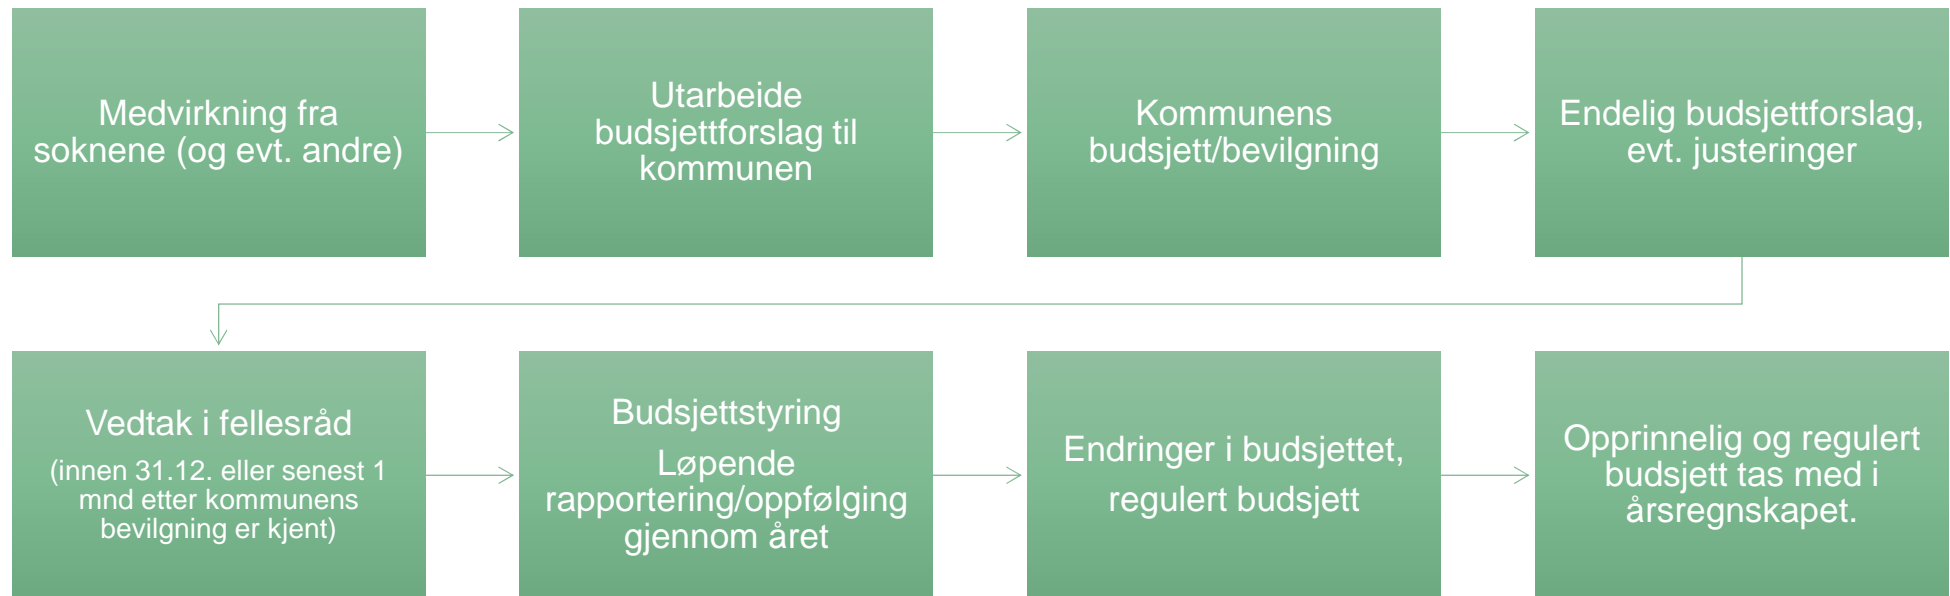 Medvirkning fra
soknene (og evt. andre)
Utarbeide
budsjettforslag til
kommunen
Kommunens
budsjett/bevilgning
Endelig budsjettforslag,
evt. justeringer
Vedtak i fellesråd
(innen 31.12. eller senest 1
mnd etter kommunens
bevilgning er kjent)
Budsjettstyring
Løpende
rapportering/oppfølging
gjennom året
Endringer i budsjettet,
regulert budsjett
Opprinnelig og regulert
budsjett tas med i
årsregnskapet.